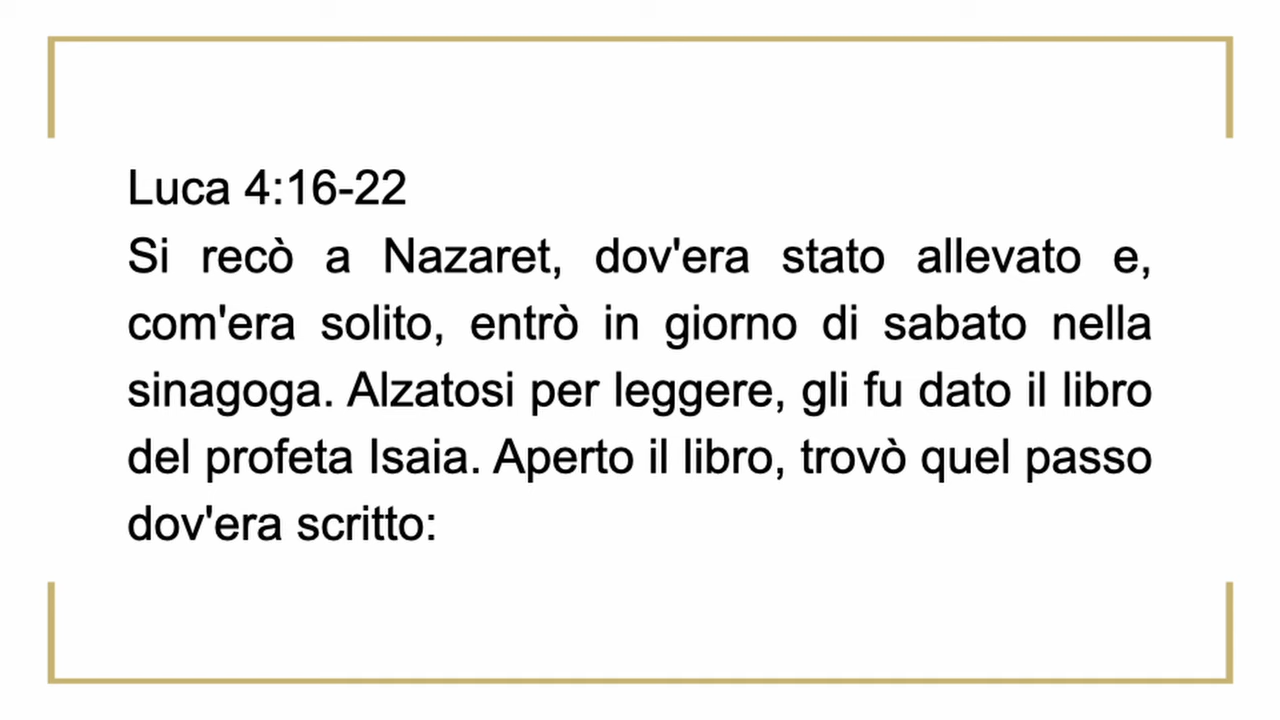 Luca 4:16-22
Si recò a Nazaret, dov'era stato allevato e,
com'era solito, entrò in giorno di sabato nella
sinagoga. Alzatosi per leggere, gli fu dato il libro
del profeta Isaia. Aperto il libro, trovò quel passo
dov'era scritto: